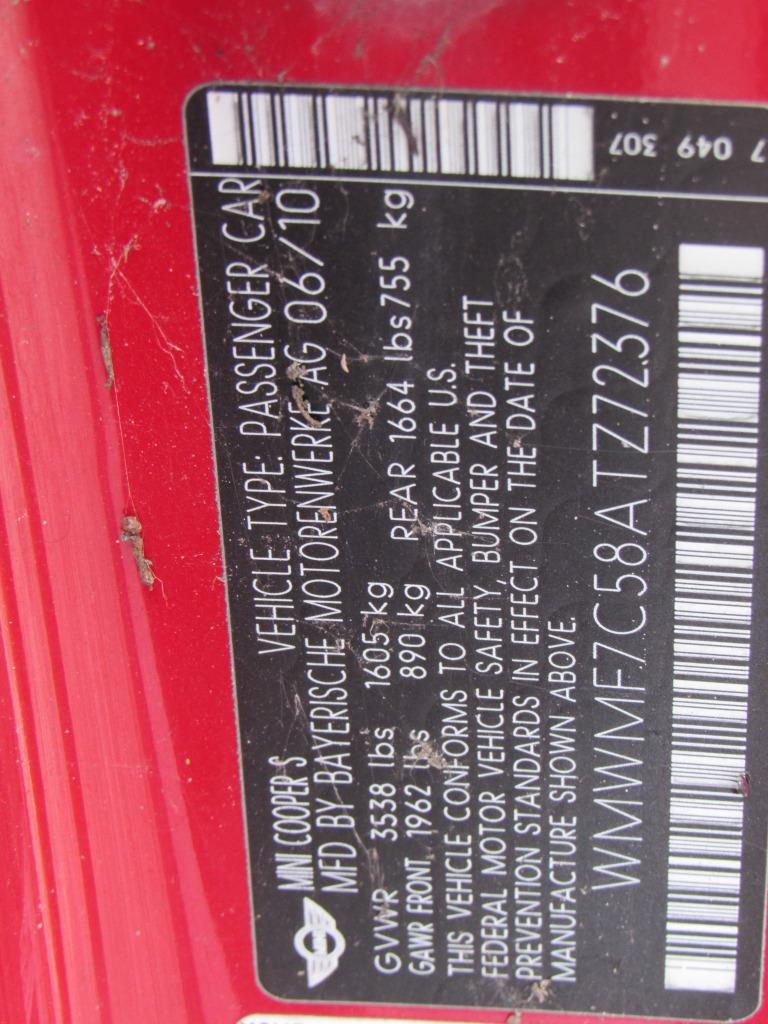 7 049 307
MINI COOPER S VEHICLE TYPE: PASSENGER CAR
MFD BY BAYERISCHE MOTORENWERKE AG 06/10
GVWR 3538 lbs 1605 kg
GAWR FRONT 1962 lbs 890 kg REAR 1664 lbs 755 kg
THIS VEHICLE CONFORMS TO ALL APPLICABLE U.S.
FEDERAL MOTOR VEHICLE SAFETY, BUMPER AND THEFT
PREVENTION STANDARDS IN EFFECT ON THE DATE OF
MANUFACTURE SHOWN ABOVE.
WMWMF7C58ATZ72376